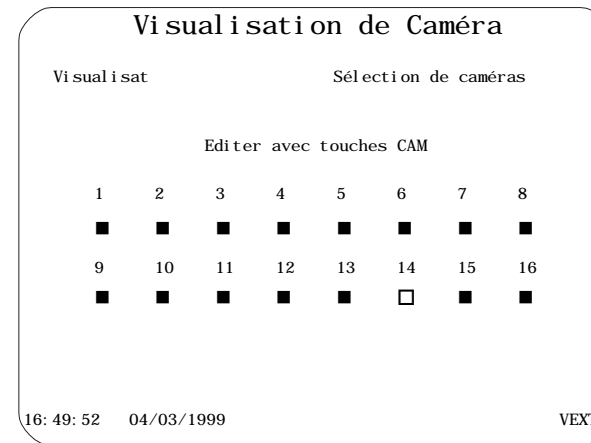 Visualisation de Caméra
Visualisat Sélection de caméras
Editer avec touches CAM
1 2 3 4 5 6 7 8
9 10 11 12 13 14 15 16
16:49:52 04/03/1999 VEXT